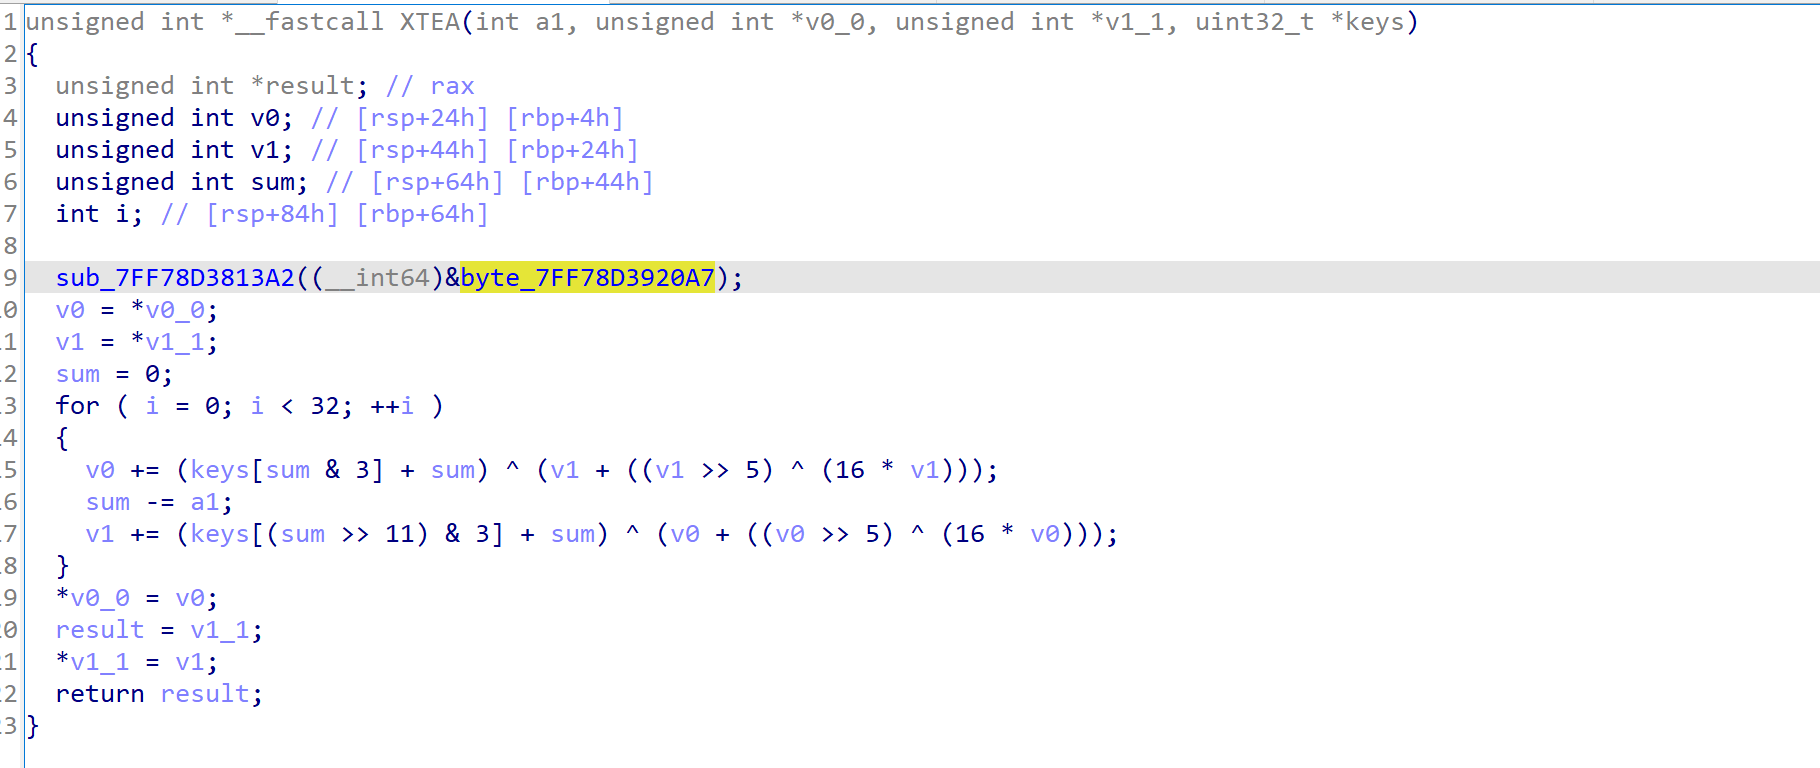 1 unsigned int *__fastcall XTEA(int a1, unsigned int *v0_0, unsigned int *v1_1, uint32_t *keys)
2 {
3   unsigned int *result; // rax
4   unsigned int v0; // [rsp+24h] [rbp+4h]
5   unsigned int v1; // [rsp+44h] [rbp+24h]
6   unsigned int sum; // [rsp+64h] [rbp+44h]
7   int i; // [rsp+84h] [rbp+64h]
8
9   sub_7FF78D3813A2((__int64)&byte_7FF78D3920A7);
.0   v0 = *v0_0;
.1   v1 = *v1_1;
.2   sum = 0;
.3   for ( i = 0; i < 32; ++i )
.4   {
.5     v0 += (keys[sum & 3] + sum) ^ (v1 + ((v1 >> 5) ^ (16 * v1)));
.6     sum -= a1;
.7     v1 += (keys[(sum >> 11) & 3] + sum) ^ (v0 + ((v0 >> 5) ^ (16 * v0)));
.8   }
.9   *v0_0 = v0;
:0   result = v1_1;
:1   *v1_1 = v1;
:2   return result;
:3 }